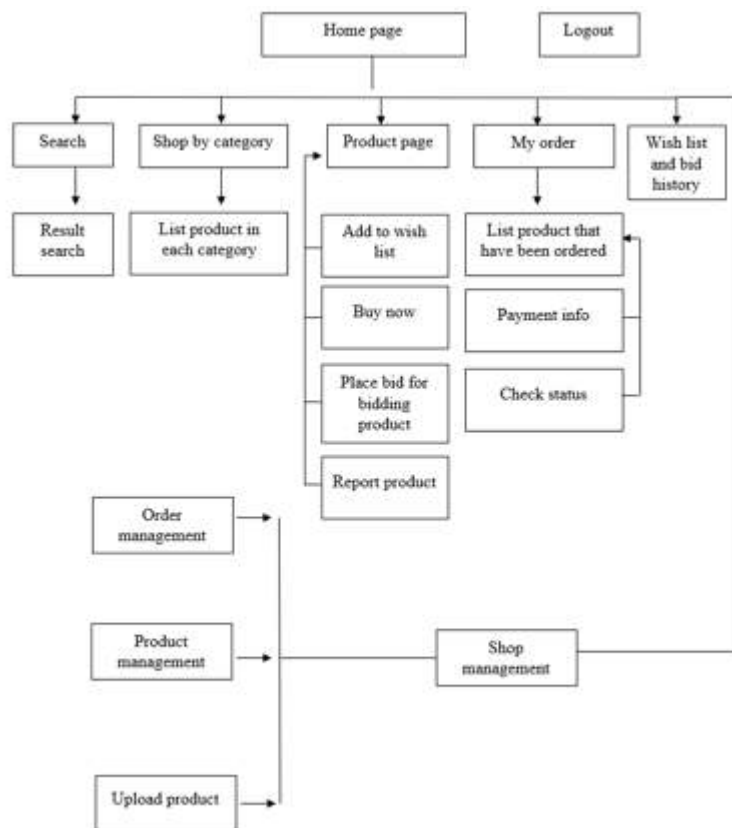 Home page
Logout
Search
Shop by category
Product page
My order
Wish list
and bid
history
Result
search
List product in
each category
Add to wish
list
List product that
have been ordered
Buy now
Payment info
Place bid for
bidding
product
Check status
Report product
Order
management
Product
management
Shop
management
Upload product